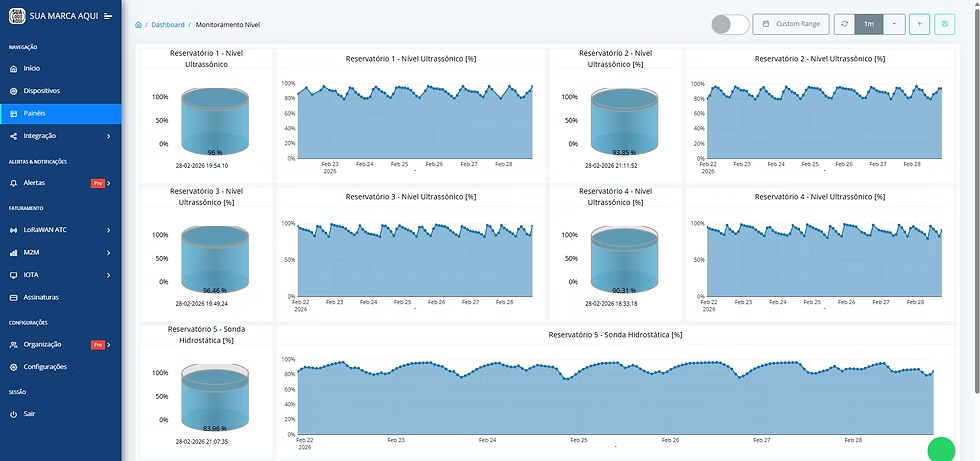 SUA LOGO AQUI
SUA MARCA AQUI
/ Dashboard / Monitoramento Nível
Custom Range
1m
-
+
NAVEGAÇÃO
Início
Dispositivos
Painéis
Integração
ALERTAS & NOTIFICAÇÕES
Alertas
Pro
FATURAMENTO
LoRaWAN ATC
M2M
IOTA
Assinaturas
CONFIGURAÇÕES
Organização
Pro
Configurações
SESSÃO
Sair
Reservatório 1 - Nível
Ultrassônico
100%
50%
0%
96 %
28-02-2026 19:54:10
Reservatório 1 - Nível Ultrassônico [%]
100%
80%
60%
40%
20%
0%
Feb 23 Feb 24 Feb 25 Feb 26 Feb 27 Feb 28
2026
-
Reservatório 2 - Nível
Ultrassônico [%]
100%
50%
0%
93.85 %
28-02-2026 21:11:52
Reservatório 2 - Nível Ultrassônico [%]
100%
80%
60%
40%
20%
0%
Feb 22 Feb 23 Feb 24 Feb 25 Feb 26 Feb 27 Feb 28
2026
-
Reservatório 3 - Nível
Ultrassônico [%]
100%
50%
0%
96.46 %
28-02-2026 19:49:24
Reservatório 3 - Nível Ultrassônico [%]
100%
50%
0%
Feb 22 Feb 23 Feb 24 Feb 25 Feb 26 Feb 27 Feb 28
2026
-
Reservatório 4 - Nível
Ultrassônico [%]
100%
50%
0%
90.31 %
28-02-2026 18:33:18
Reservatório 4 - Nível Ultrassônico [%]
100%
50%
0%
Feb 22 Feb 23 Feb 24 Feb 25 Feb 26 Feb 27 Feb 28
2026
-
Reservatório 5 - Sonda
Hidrostática [%]
100%
50%
0%
83.96 %
28-02-2026 21:07:35
Reservatório 5 - Sonda Hidrostática [%]
100%
80%
60%
40%
20%
0%
Feb 22 Feb 23 Feb 24 Feb 25 Feb 26 Feb 27 Feb 28
2026
-